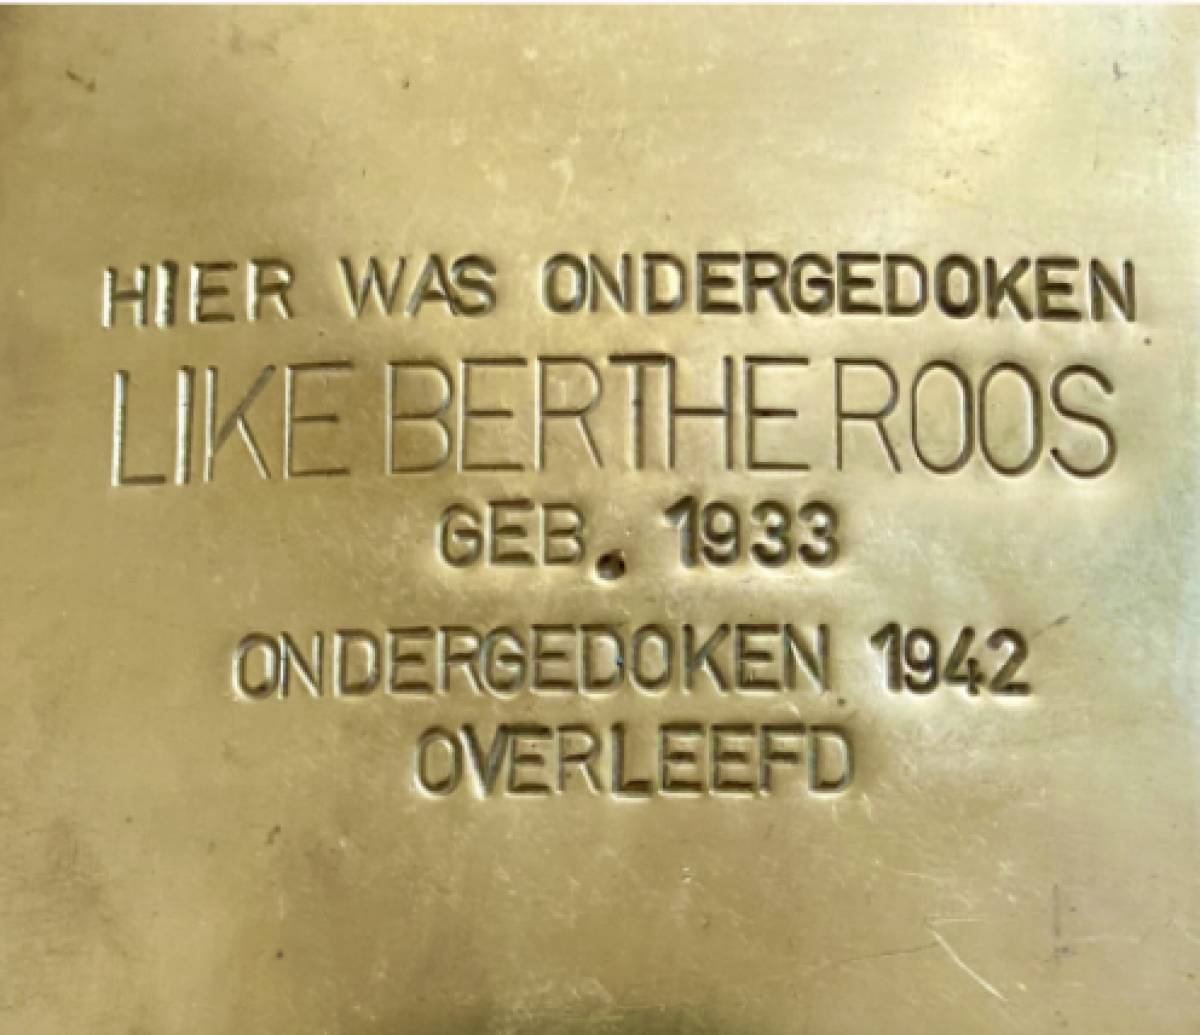 HIER WAS ONDERGEDOKEN
LIKE BERTHE ROOS
GEB. 1933
ONDERGEDOKEN 1942
OVERLEEFD